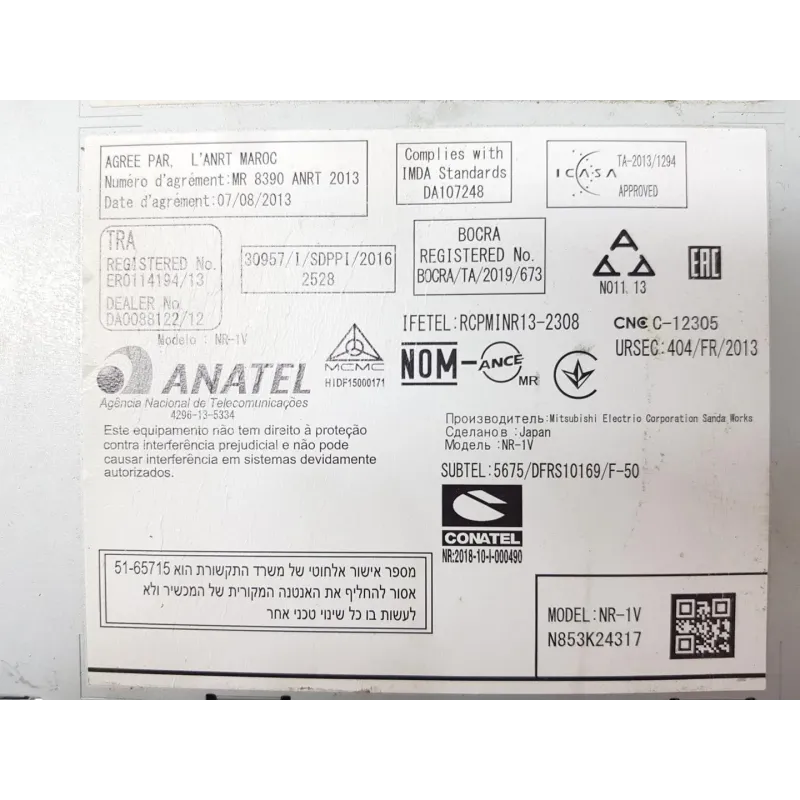 AGREE PAR, L'ANRT MAROC
Numéro d'agrément:MR 8390 ANRT 2013
Date d'agrément:07/08/2013
Complies with
IMDA Standards
DA107248
ICASA
TA-2013/1294
APPROVED
TRA
REGISTERED No.
ER0114194/13
DEALER No
DA0088122/12
30957/I/SDPPI/2016
2528
BOCRA
REGISTERED No.
BOCRA/TA/2019/673
N011.13
EAC
Modelo : NR-1V
ANATEL
Agência Nacional de Telecomunicações
4296-13-5334
MCMC
HIDF15000171
IFETEL:RCPMINR13-2308
CNC C-12305
NOM-ANCE
MR
URSEC:404/FR/2013
Este equipamento não tem direito à proteção
contra interferência prejudicial e não pode
causar interferência em sistemas devidamente
autorizados.
Производитель:Mitsubishi Electric Corporation Sanda Works
Сделанов :Japan
Модель :NR-1V
SUBTEL:5675/DFRS10169/F-50
CONATEL
NR:2018-10-I-000490
מספר אישור אלחוטי של משרד התקשורת הוא 51-65715
אסור להחליף את האנטנה המקורית של המכשיר ולא
לעשות בו כל שינוי טכני אחר
MODEL:NR-1V
N853K24317